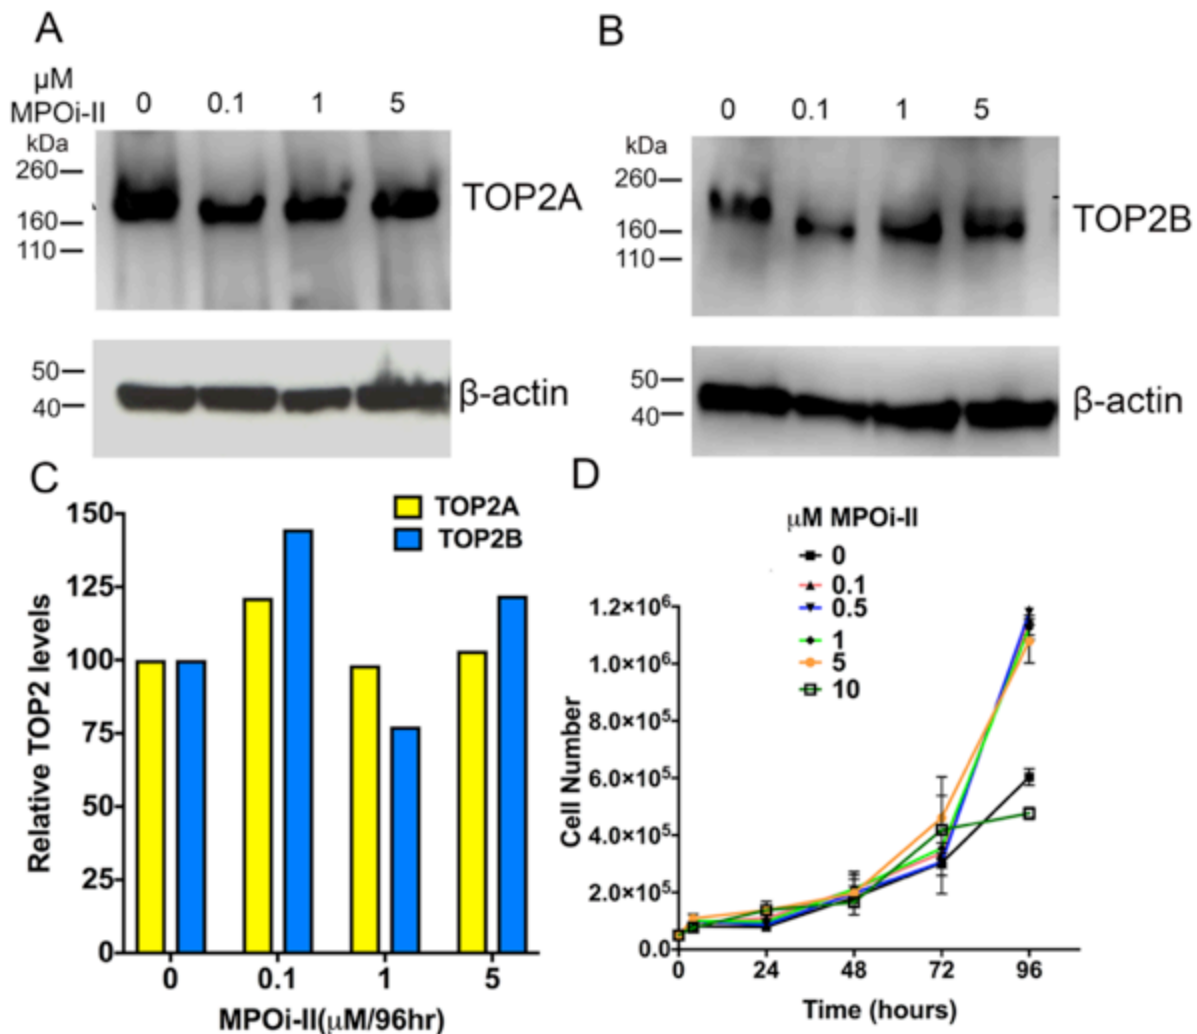 A
μM
MPOi-II 0 0.1 1 5
kDa
260
160
110
TOP2A
50
40
β-actin
B
0 0.1 1 5
kDa
260
160
110
TOP2B
50
40
β-actin
C
TOP2A
TOP2B
150
125
100
75
50
25
0
Relative TOP2 levels
0 0.1 1 5
MPOi-II(μM/96hr)
D
μM MPOi-II
0
0.1
0.5
1
5
10
1.2×10⁶
1.0×10⁶
8.0×10⁵
6.0×10⁵
4.0×10⁵
2.0×10⁵
0.0
Cell Number
0 24 48 72 96
Time (hours)